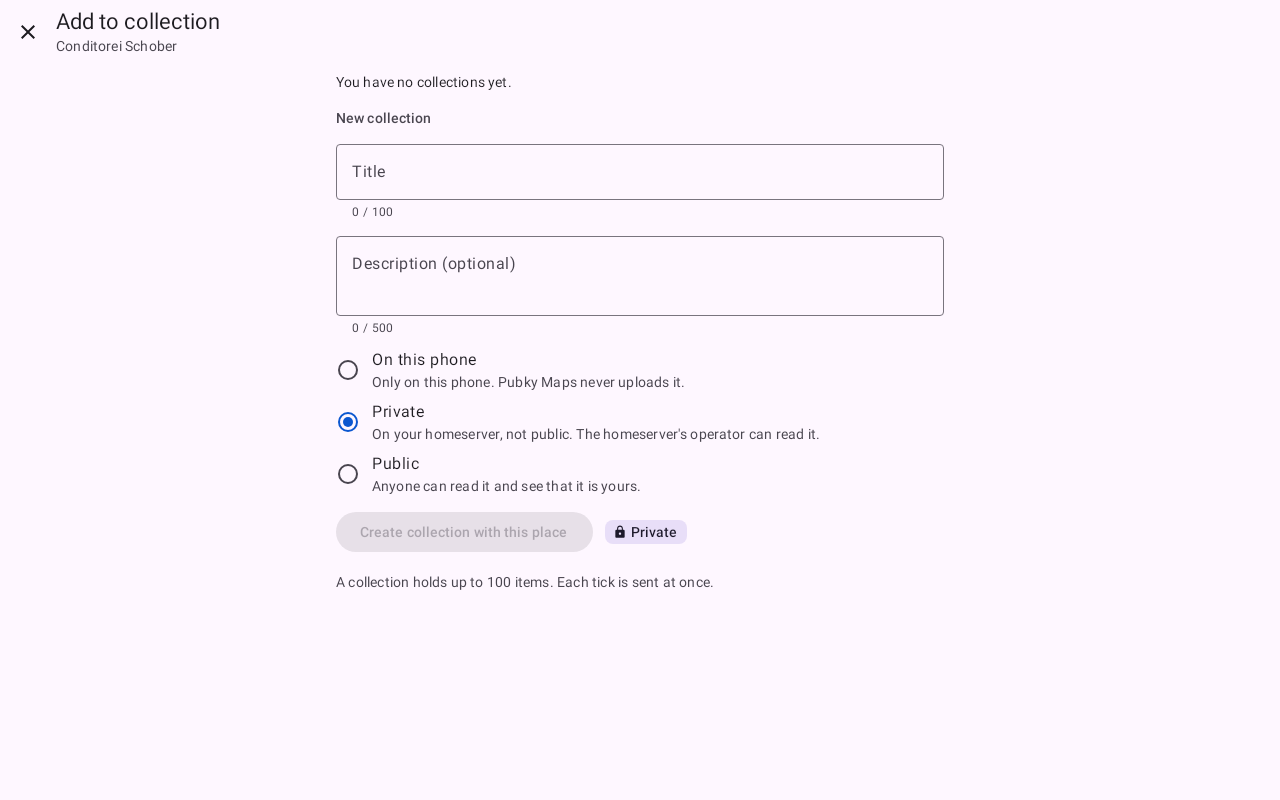 Add to collection
Conditorei Schober
You have no collections yet.
New collection
Title
0 / 100
Description (optional)
0 / 500
On this phone
Only on this phone. Pubky Maps never uploads it.
Private
On your homeserver, not public. The homeserver's operator can read it.
Public
Anyone can read it and see that it is yours.
Create collection with this place
Private
A collection holds up to 100 items. Each tick is sent at once.